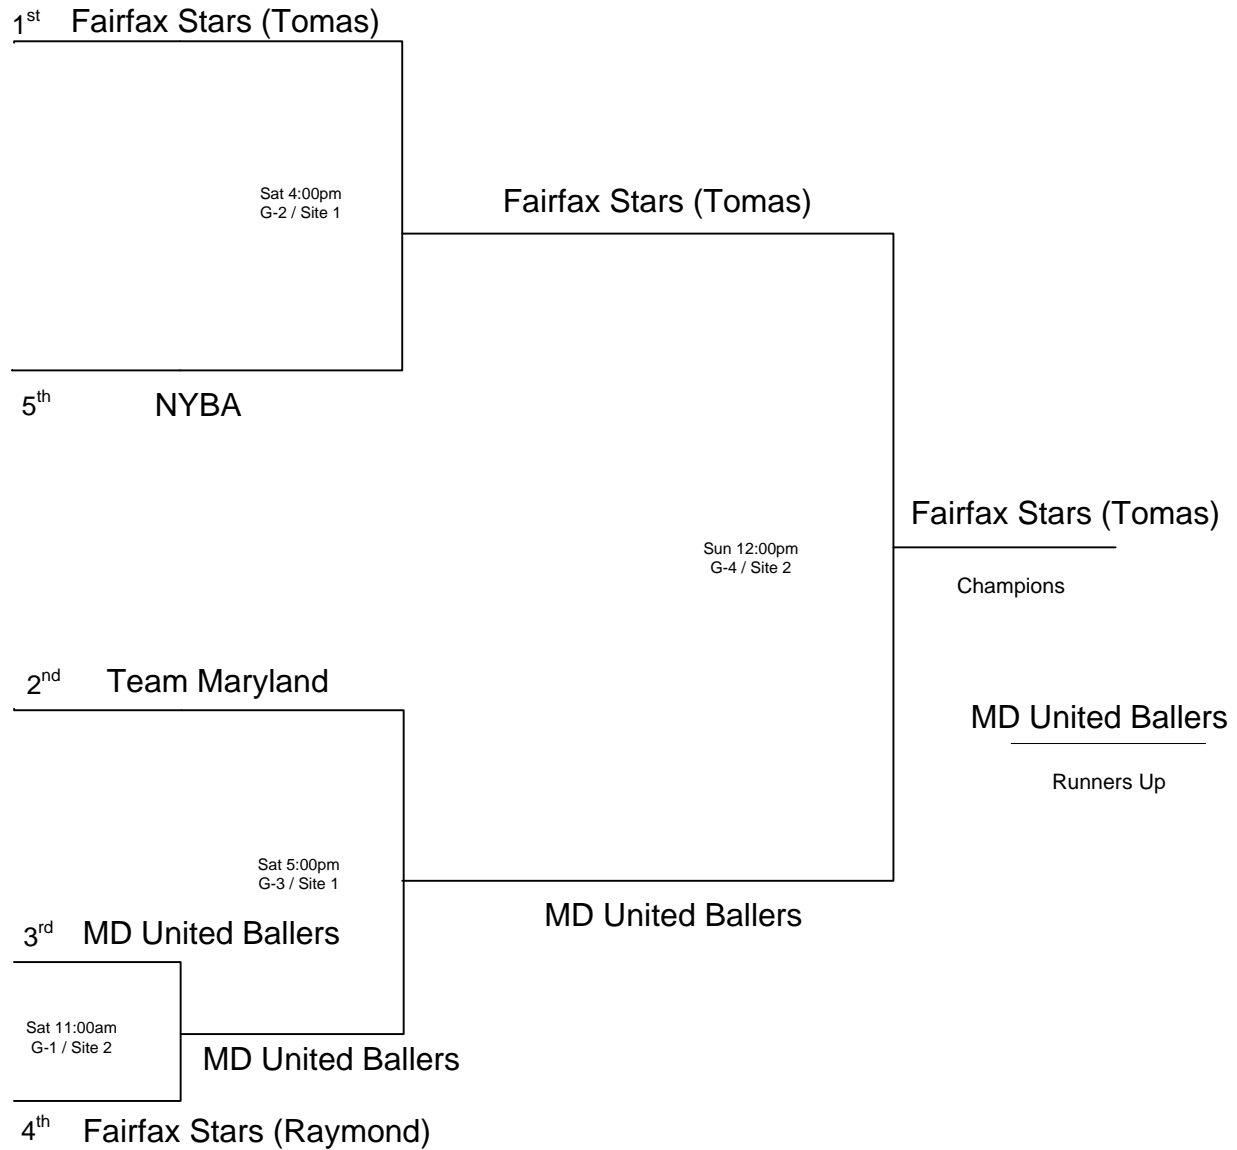 1st Fairfax Stars (Tomas)
Sat 4:00pm
G-2 / Site 1
Fairfax Stars (Tomas)
5th NYBA
Fairfax Stars (Tomas)
Sun 12:00pm
G-4 / Site 2
Champions
2nd Team Maryland
MD United Ballers
Runners Up
Sat 5:00pm
G-3 / Site 1
MD United Ballers
3rd MD United Ballers
Sat 11:00am
G-1 / Site 2
MD United Ballers
4th Fairfax Stars (Raymond)